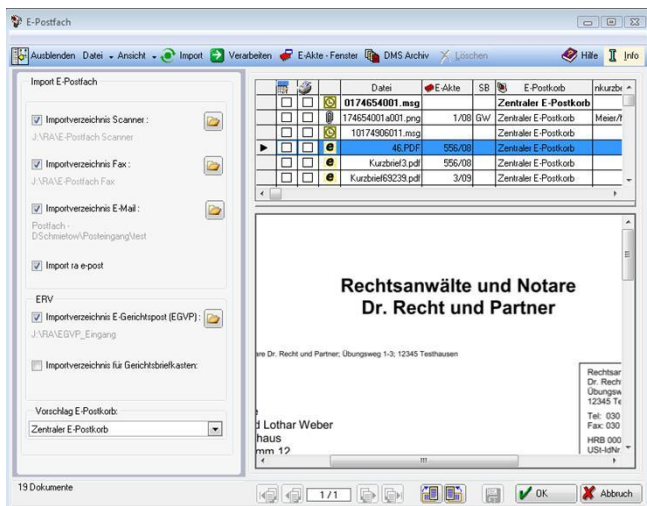 E-Postfach
Ausblenden Datei Ansicht Import Verarbeiten E-Akte - Fenster DMS Archiv Löschen Hilfe Info
Import E-Postfach
Importverzeichnis Scanner :
J:\RA\E-Postfach Scanner
Importverzeichnis Fax :
J:\RA\E-Postfach Fax
Importverzeichnis E-Mail :
Postfach -
DSchmietow\Posteingang\test
Import ra e-post
ERV
Importverzeichnis E-Gerichtspost (EGVP) :
J:\RA\EGVP_Eingang
Importverzeichnis für Gerichtsbriefkasten:
Vorschlag E-Postkorb:
Zentraler E-Postkorb
Datei E-Akte SB E-Postkorb nkurzbe
0174654001.msg Zentraler E-Postkorb
174654001a001.png 1/08 GW Zentraler E-Postkorb Meier/
10174906011.msg Zentraler E-Postkorb
46.PDF 556/08 Zentraler E-Postkorb
Kurzbrief3.pdf 556/08 Zentraler E-Postkorb
Kurzbrief69239.pdf 3/09 Zentraler E-Postkorb
Rechtsanwälte und Notare
Dr. Recht und Partner
are Dr. Recht und Partner; Übungsweg 1-3; 12345 Testhausen
Rechtsar
Dr. Rech
Übungsw
12345 Te
Tel: 030
Fax: 030
HRB 000
USt-IdNr
d Lothar Weber
haus
mm 12
19 Dokumente
1/1
OK
Abbruch